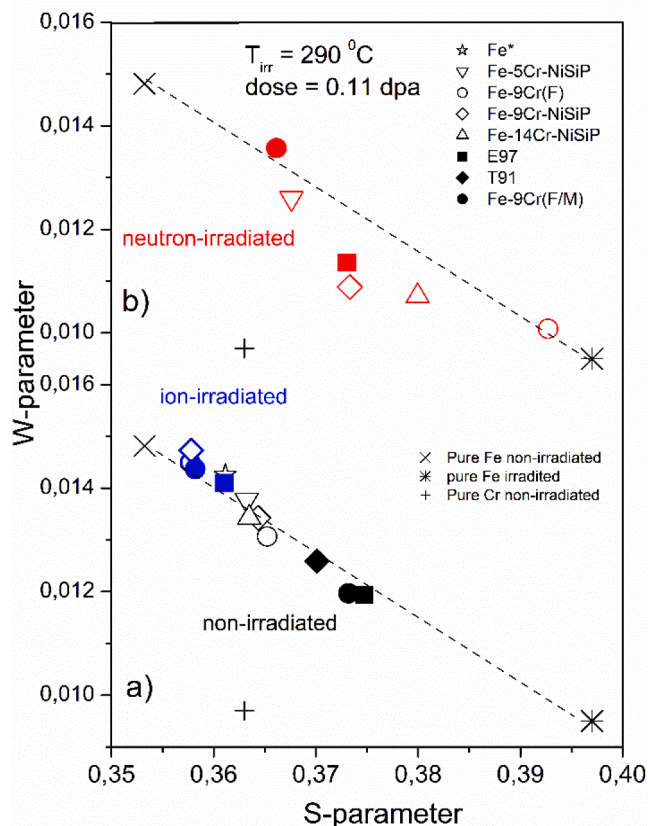 0,016
T_irr = 290 ⁰C
dose = 0.11 dpa
Fe*
Fe-5Cr-NiSiP
Fe-9Cr(F)
Fe-9Cr-NiSiP
Fe-14Cr-NiSiP
E97
T91
Fe-9Cr(F/M)
0,014
0,012
neutron-irradiated
b)
0,010
0,016
ion-irradiated
Pure Fe non-irradiated
pure Fe irradited
Pure Cr non-irradiated
0,014
0,012
non-irradiated
0,010
a)
W-parameter
0,35 0,36 0,37 0,38 0,39 0,40
S-parameter